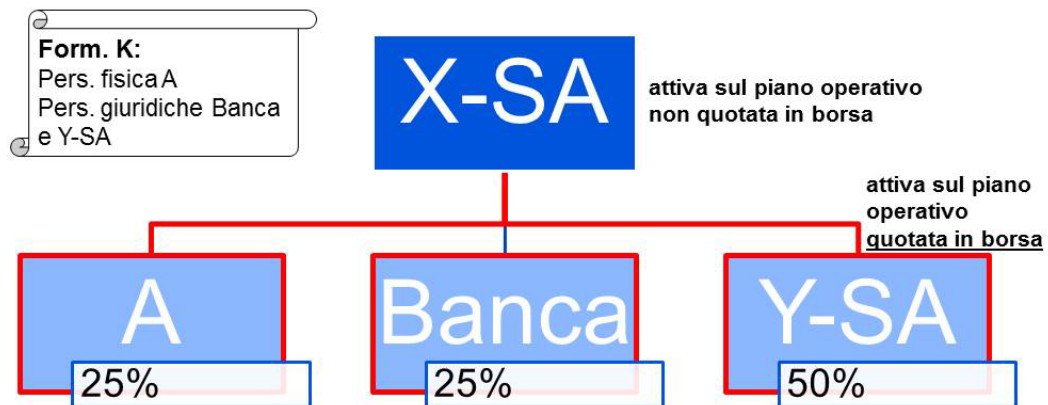 Form. K:
Pers. fisica A
Pers. giuridiche Banca
e Y-SA
X-SA
attiva sul piano operativo
non quotata in borsa
attiva sul piano
operativo
quotata in borsa
A
25%
Banca
25%
Y-SA
50%